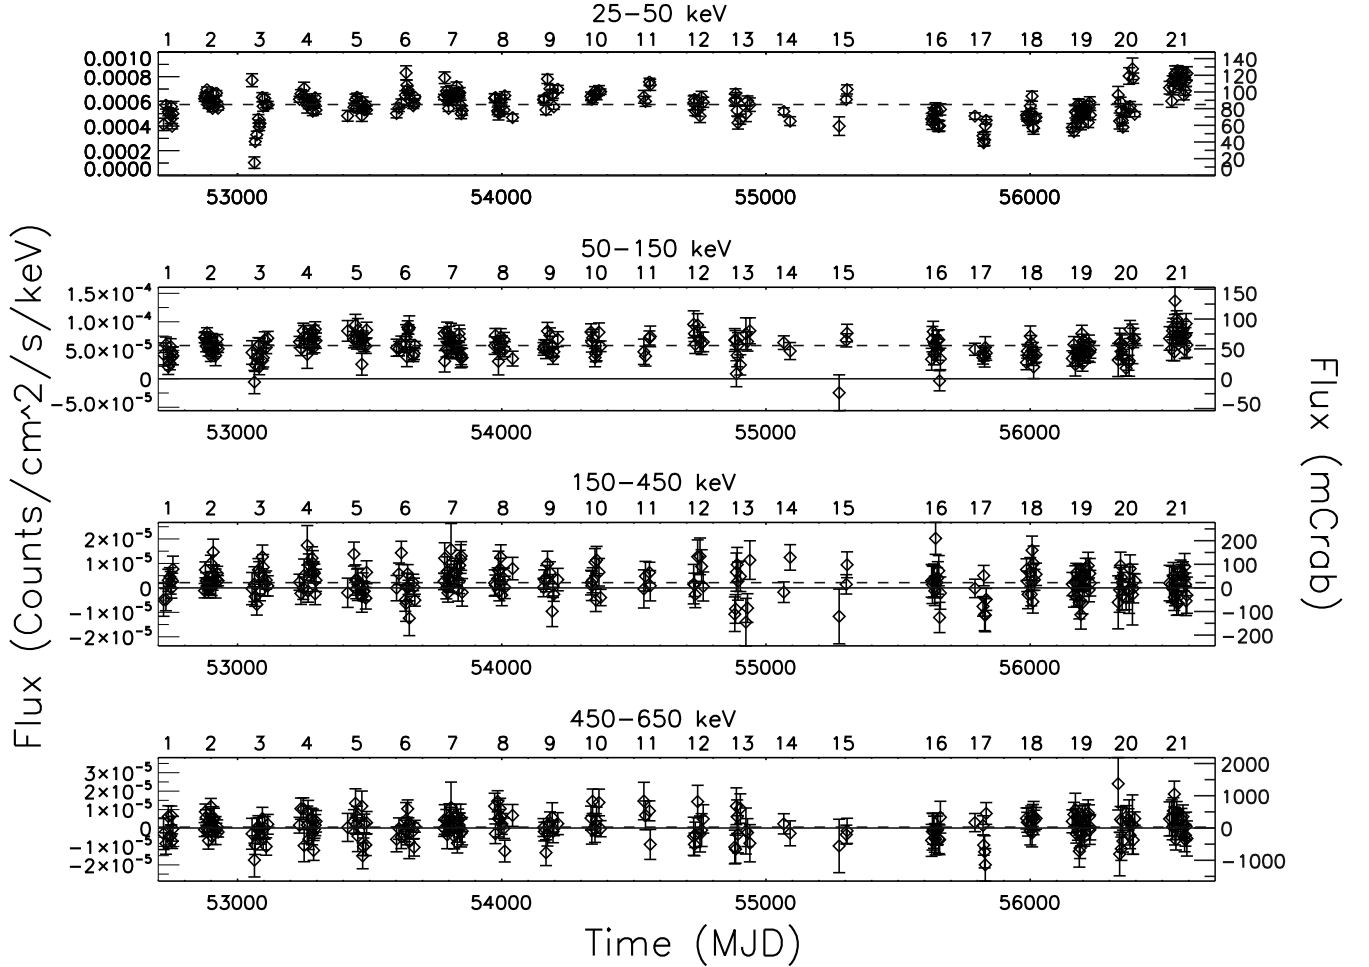 25−50 keV
1 2 3 4 5 6 7 8 9 10 11 12 13 14 15 16 17 18 19 20 21
0.0010 140
0.0008 120
100
0.0006 80
0.0004 60
40
0.0002 20
0.0000 0
53000 54000 55000 56000
50−150 keV
1 2 3 4 5 6 7 8 9 10 11 12 13 14 15 16 17 18 19 20 21
1.5×10⁻⁴ 150
1.0×10⁻⁴ 100
5.0×10⁻⁵ 50
0 0
−5.0×10⁻⁵ −50
53000 54000 55000 56000
150−450 keV
1 2 3 4 5 6 7 8 9 10 11 12 13 14 15 16 17 18 19 20 21
2×10⁻⁵ 200
1×10⁻⁵ 100
0 0
−1×10⁻⁵ −100
−2×10⁻⁵ −200
53000 54000 55000 56000
450−650 keV
1 2 3 4 5 6 7 8 9 10 11 12 13 14 15 16 17 18 19 20 21
3×10⁻⁵ 2000
2×10⁻⁵ 1000
1×10⁻⁵
0 0
−1×10⁻⁵ −1000
−2×10⁻⁵
53000 54000 55000 56000
Time (MJD)
Flux (Counts/cm^2/s/keV)
Flux (mCrab)